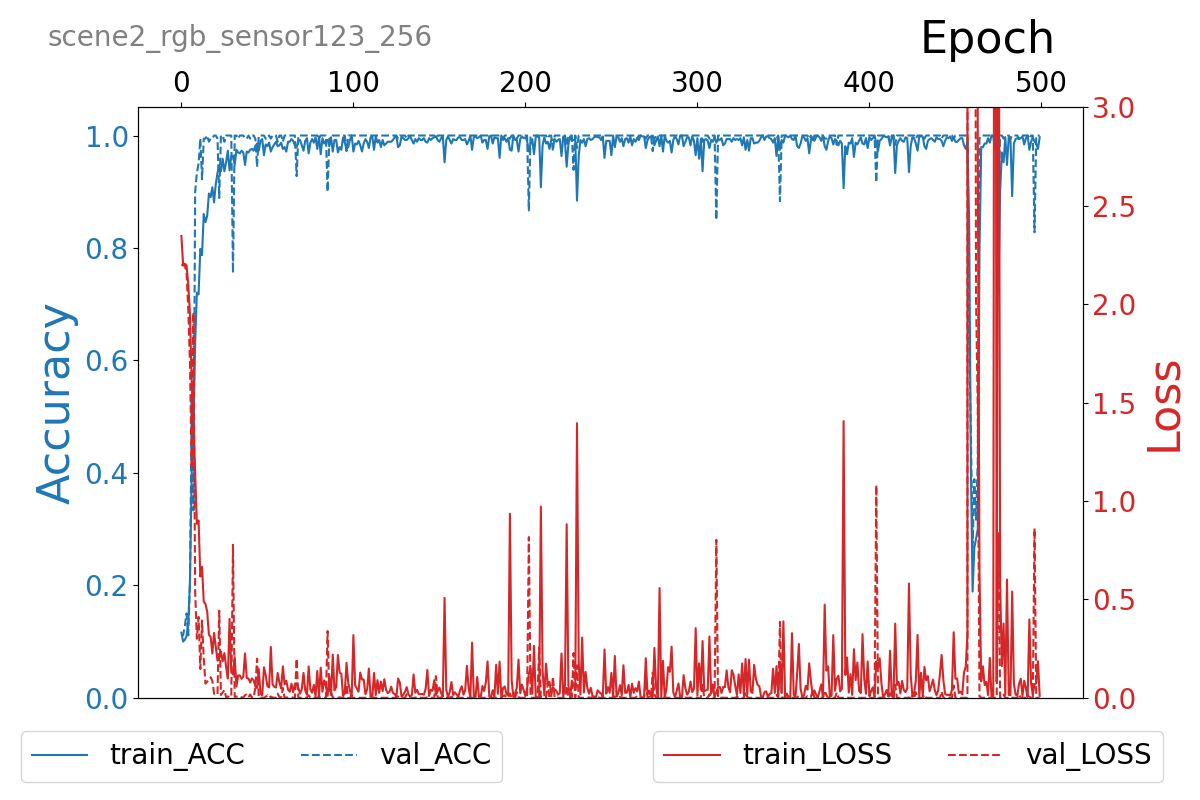 scene2_rgb_sensor123_256
Epoch
0 100 200 300 400 500
1.0
0.8
0.6
0.4
0.2
0.0
Accuracy
3.0
2.5
2.0
1.5
1.0
0.5
0.0
Loss
train_ACC val_ACC
train_LOSS val_LOSS